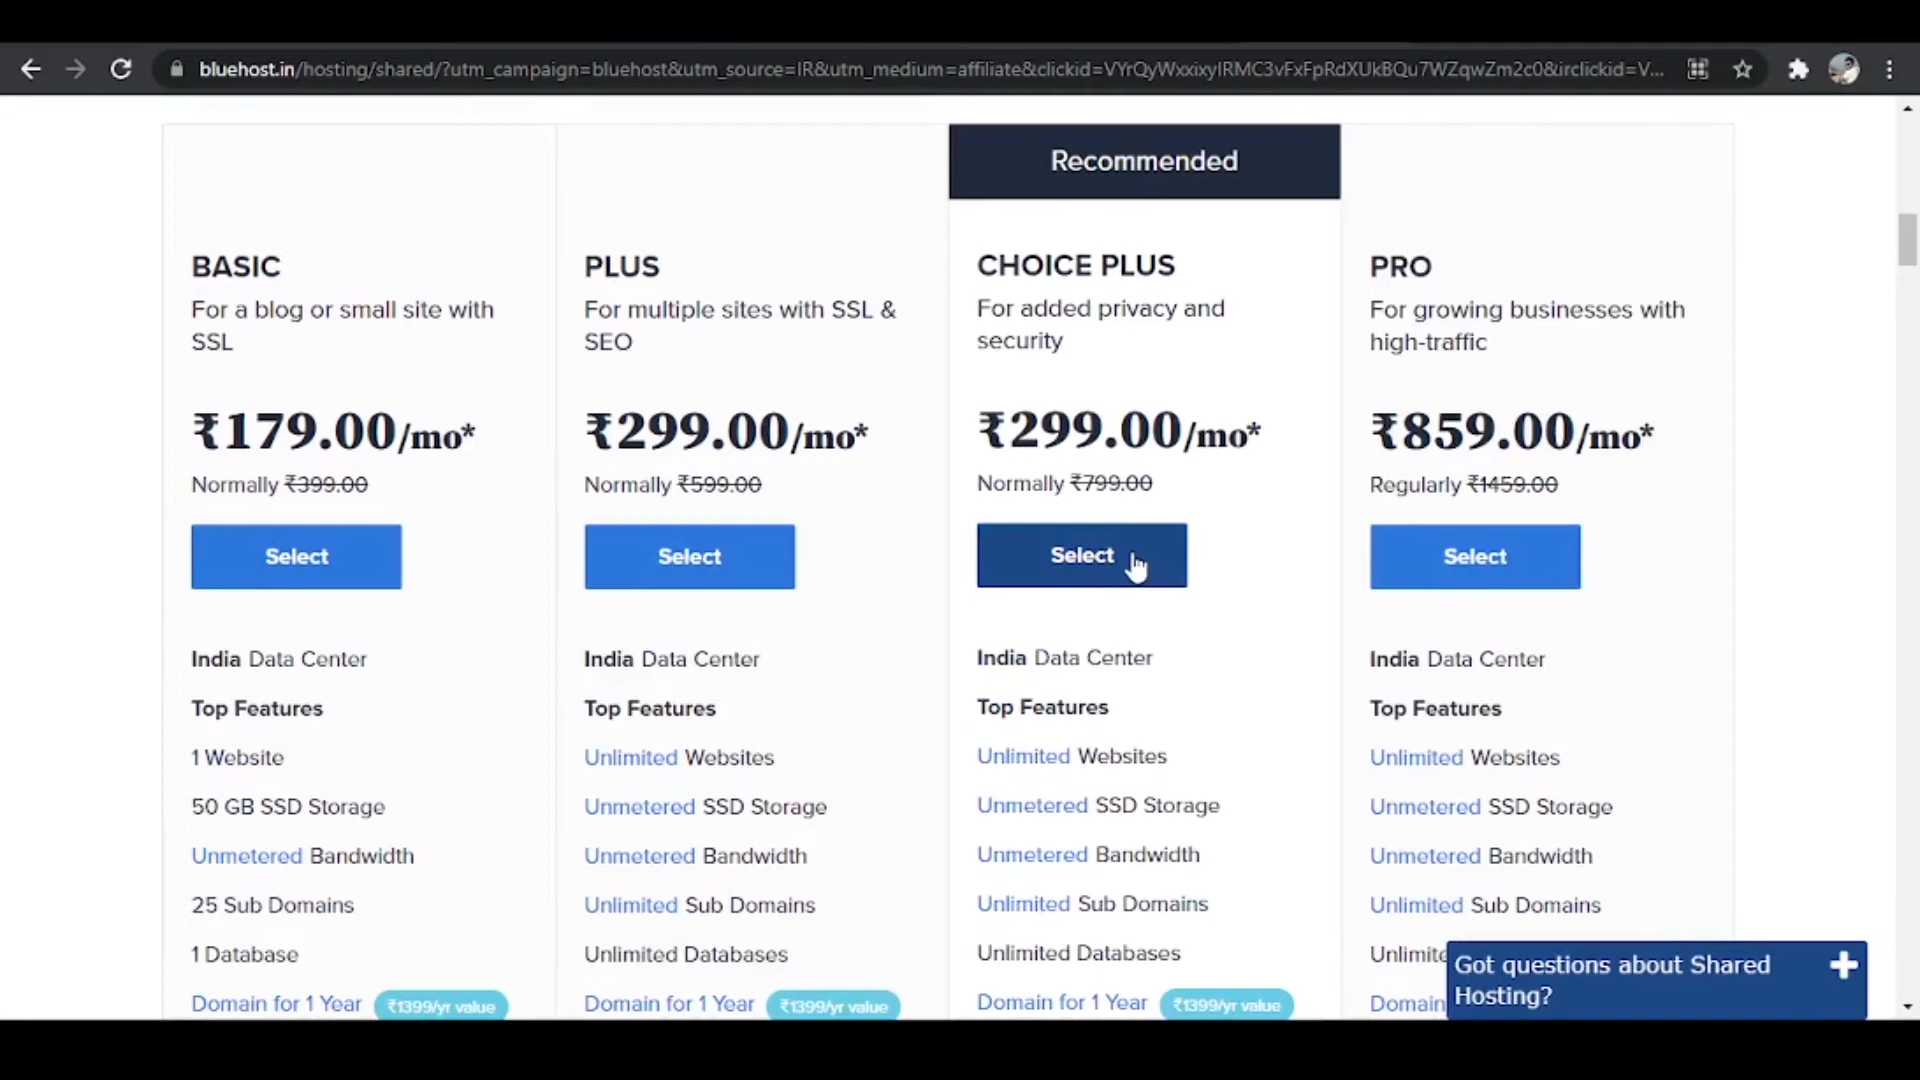 bluehost.in/hosting/shared/?utm_campaign=bluehost&utm_source=IR&utm_medium=affiliate&clickid=VYrQyWxxixyIRMC3vFxFpRdXUkBQu7WZqwZm2c0&irclickid=V...
Recommended
BASIC
For a blog or small site with
SSL
₹179.00/mo*
Normally ₹399.00
Select
India Data Center
Top Features
1 Website
50 GB SSD Storage
Unmetered Bandwidth
25 Sub Domains
1 Database
Domain for 1 Year ₹1399/yr value
PLUS
For multiple sites with SSL &
SEO
₹299.00/mo*
Normally ₹599.00
Select
India Data Center
Top Features
Unlimited Websites
Unmetered SSD Storage
Unmetered Bandwidth
Unlimited Sub Domains
Unlimited Databases
Domain for 1 Year ₹1399/yr value
CHOICE PLUS
For added privacy and
security
₹299.00/mo*
Normally ₹799.00
Select
India Data Center
Top Features
Unlimited Websites
Unmetered SSD Storage
Unmetered Bandwidth
Unlimited Sub Domains
Unlimited Databases
Domain for 1 Year ₹1399/yr value
PRO
For growing businesses with
high-traffic
₹859.00/mo*
Regularly ₹1459.00
Select
India Data Center
Top Features
Unlimited Websites
Unmetered SSD Storage
Unmetered Bandwidth
Unlimited Sub Domains
Unlimite
Domain
Got questions about Shared
Hosting?